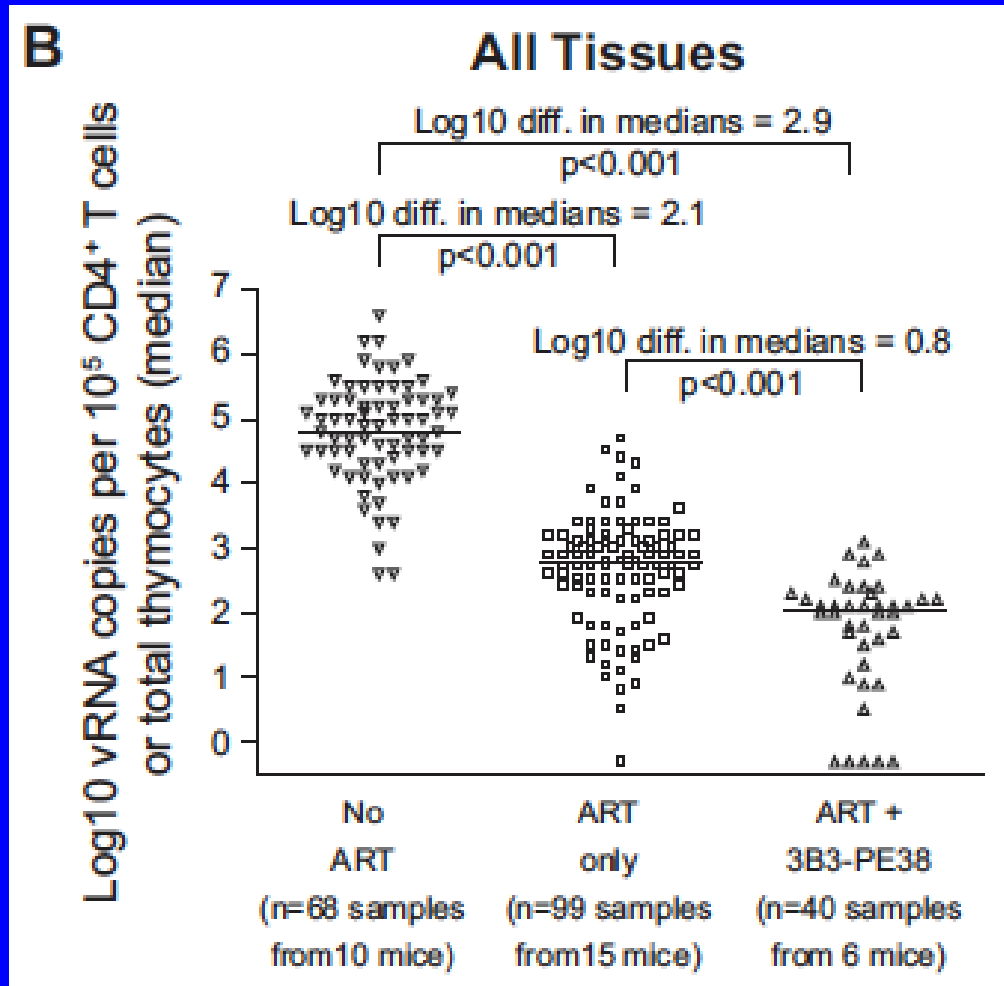 B
All Tissues
Log10 diff. in medians = 2.9
p<0.001
Log10 diff. in medians = 2.1
p<0.001
Log10 diff. in medians = 0.8
p<0.001
Log10 vRNA copies per 10⁵ CD4⁺ T cells
or total thymocytes (median)
7
6
5
4
3
2
1
0
No
ART
(n=68 samples
from10 mice)
ART
only
(n=99 samples
from15 mice)
ART +
3B3-PE38
(n=40 samples
from 6 mice)